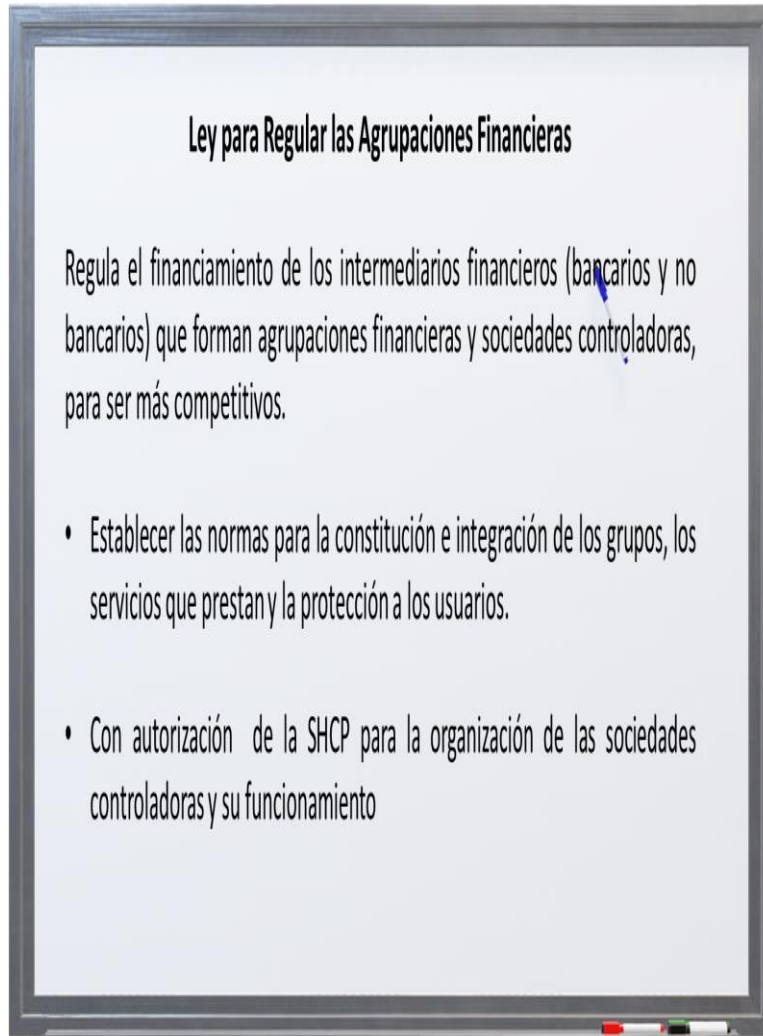 Ley para Regular las Agrupaciones Financieras
Regula el financiamiento de los intermediarios financieros (bancarios y no
bancarios) que forman agrupaciones financieras y sociedades controladoras,
para ser más competitivos.
• Establecer las normas para la constitución e integración de los grupos, los
servicios que prestan y la protección a los usuarios.
• Con autorización de la SHCP para la organización de las sociedades
controladoras y su funcionamiento